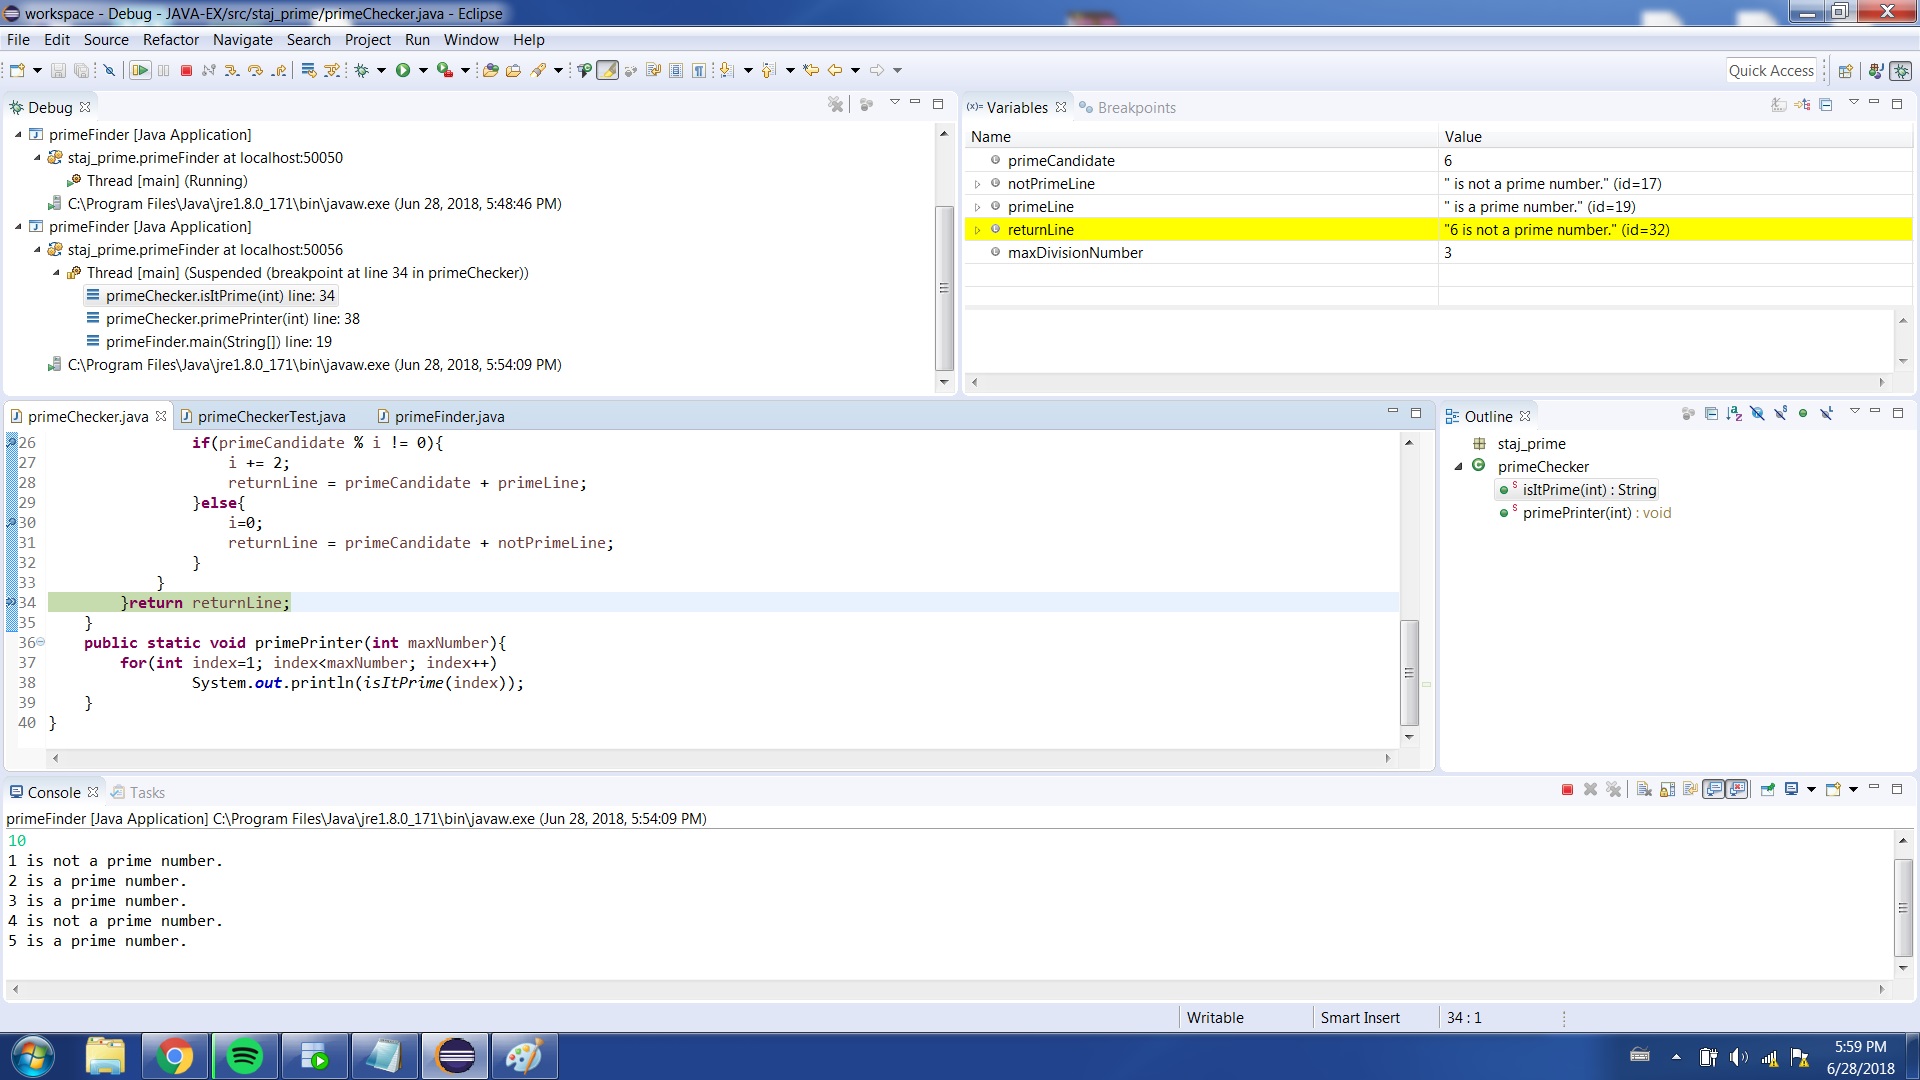 workspace - Debug - JAVA-EX/src/staj_prime/primeChecker.java - Eclipse
File Edit Source Refactor Navigate Search Project Run Window Help
Quick Access
Debug
primeFinder [Java Application]
staj_prime.primeFinder at localhost:50050
Thread [main] (Running)
C:\Program Files\Java\jre1.8.0_171\bin\javaw.exe (Jun 28, 2018, 5:48:46 PM)
primeFinder [Java Application]
staj_prime.primeFinder at localhost:50056
Thread [main] (Suspended (breakpoint at line 34 in primeChecker))
primeChecker.isItPrime(int) line: 34
primeChecker.primePrinter(int) line: 38
primeFinder.main(String[]) line: 19
C:\Program Files\Java\jre1.8.0_171\bin\javaw.exe (Jun 28, 2018, 5:54:09 PM)
(x)= Variables Breakpoints
Name Value
primeCandidate 6
notPrimeLine " is not a prime number." (id=17)
primeLine " is a prime number." (id=19)
returnLine "6 is not a prime number." (id=32)
maxDivisionNumber 3
primeChecker.java primeCheckerTest.java primeFinder.java
26 if(primeCandidate % i != 0){
27 i += 2;
28 returnLine = primeCandidate + primeLine;
29 }else{
30 i=0;
31 returnLine = primeCandidate + notPrimeLine;
32 }
33 }
34 }return returnLine;
35 }
36 public static void primePrinter(int maxNumber){
37 for(int index=1; index<maxNumber; index++)
38 System.out.println(isItPrime(index));
39 }
40 }
Outline
staj_prime
primeChecker
isItPrime(int) : String
primePrinter(int) : void
Console Tasks
primeFinder [Java Application] C:\Program Files\Java\jre1.8.0_171\bin\javaw.exe (Jun 28, 2018, 5:54:09 PM)
10
1 is not a prime number.
2 is a prime number.
3 is a prime number.
4 is not a prime number.
5 is a prime number.
Writable Smart Insert 34 : 1
5:59 PM
6/28/2018